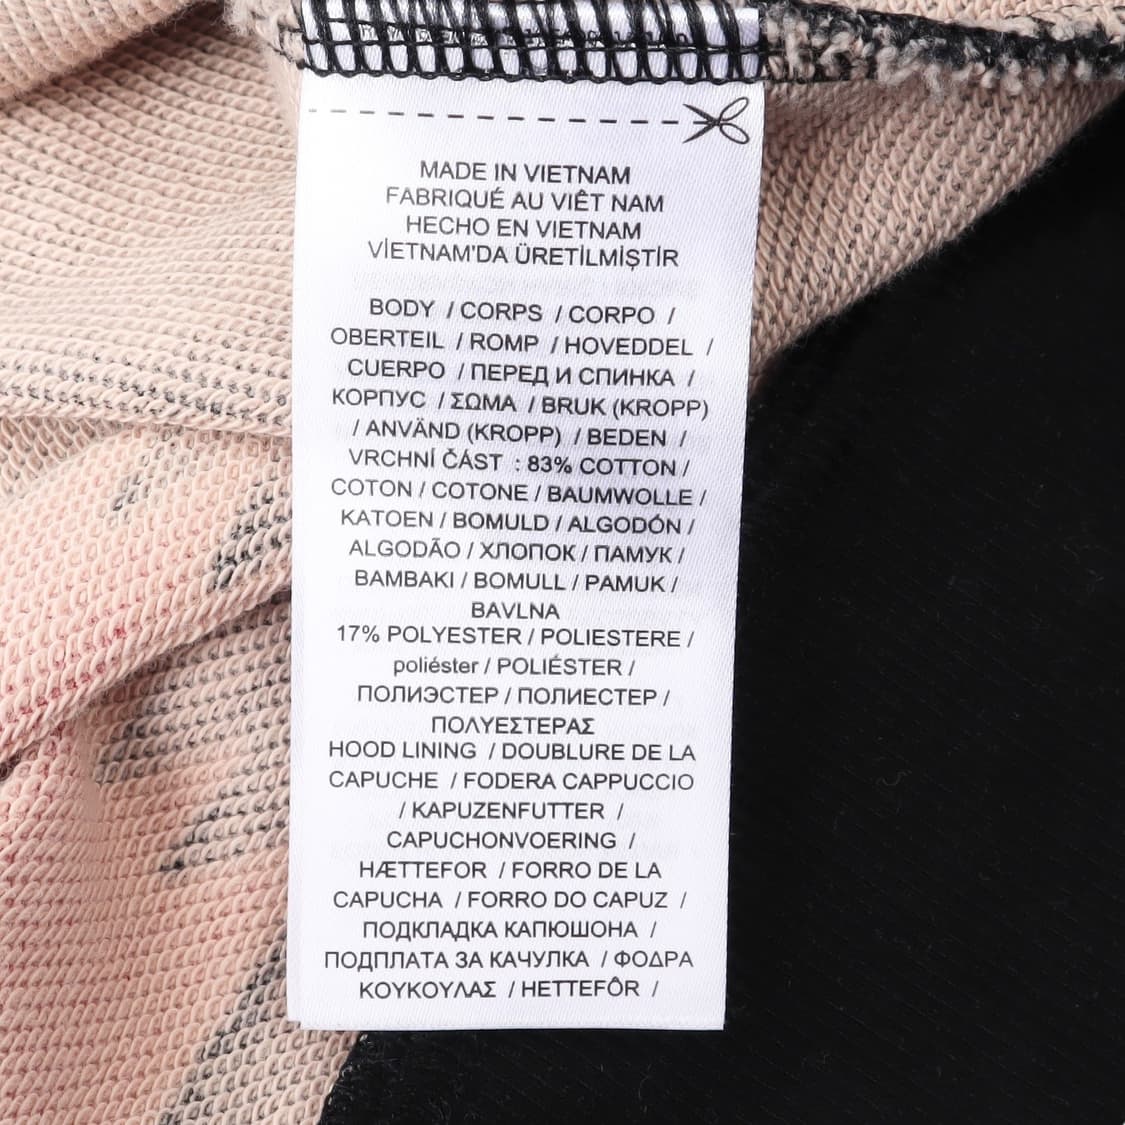 MADE IN VIETNAM
FABRIQUÉ AU VIÊT NAM
HECHO EN VIETNAM
VİETNAM'DA ÜRETİLMİŞTİR
BODY / CORPS / CORPO /
OBERTEIL / ROMP / HOVEDDEL /
CUERPO / ПЕРЕД И СПИНКА /
КОРПУС / ΣΩΜΑ / BRUK (KROPP)
/ ANVÄND (KROPP) / BEDEN /
VRCHNÍ ČÁST : 83% COTTON /
COTON / COTONE / BAUMWOLLE /
KATOEN / BOMULD / ALGODÓN /
ALGODÃO / ХЛОПОК / ПАМУК /
BAMBAKI / BOMULL / PAMUK /
BAVLNA
17% POLYESTER / POLIESTERE /
poliéster / POLIÉSTER /
ПОЛИЭСТЕР / ПОЛИЕСТЕР /
ΠΟΛΥΕΣΤΕΡΑΣ
HOOD LINING / DOUBLURE DE LA
CAPUCHE / FODERA CAPPUCCIO
/ KAPUZENFUTTER /
CAPUCHONVOERING /
HÆTTEFOR / FORRO DE LA
CAPUCHA / FORRO DO CAPUZ /
ПОДКЛАДКА КАПЮШОНА /
ПОДПЛАТА ЗА КАЧУЛКА / ΦΟΔΡΑ
ΚΟΥΚΟΥΛΑΣ / HETTEFÔR /